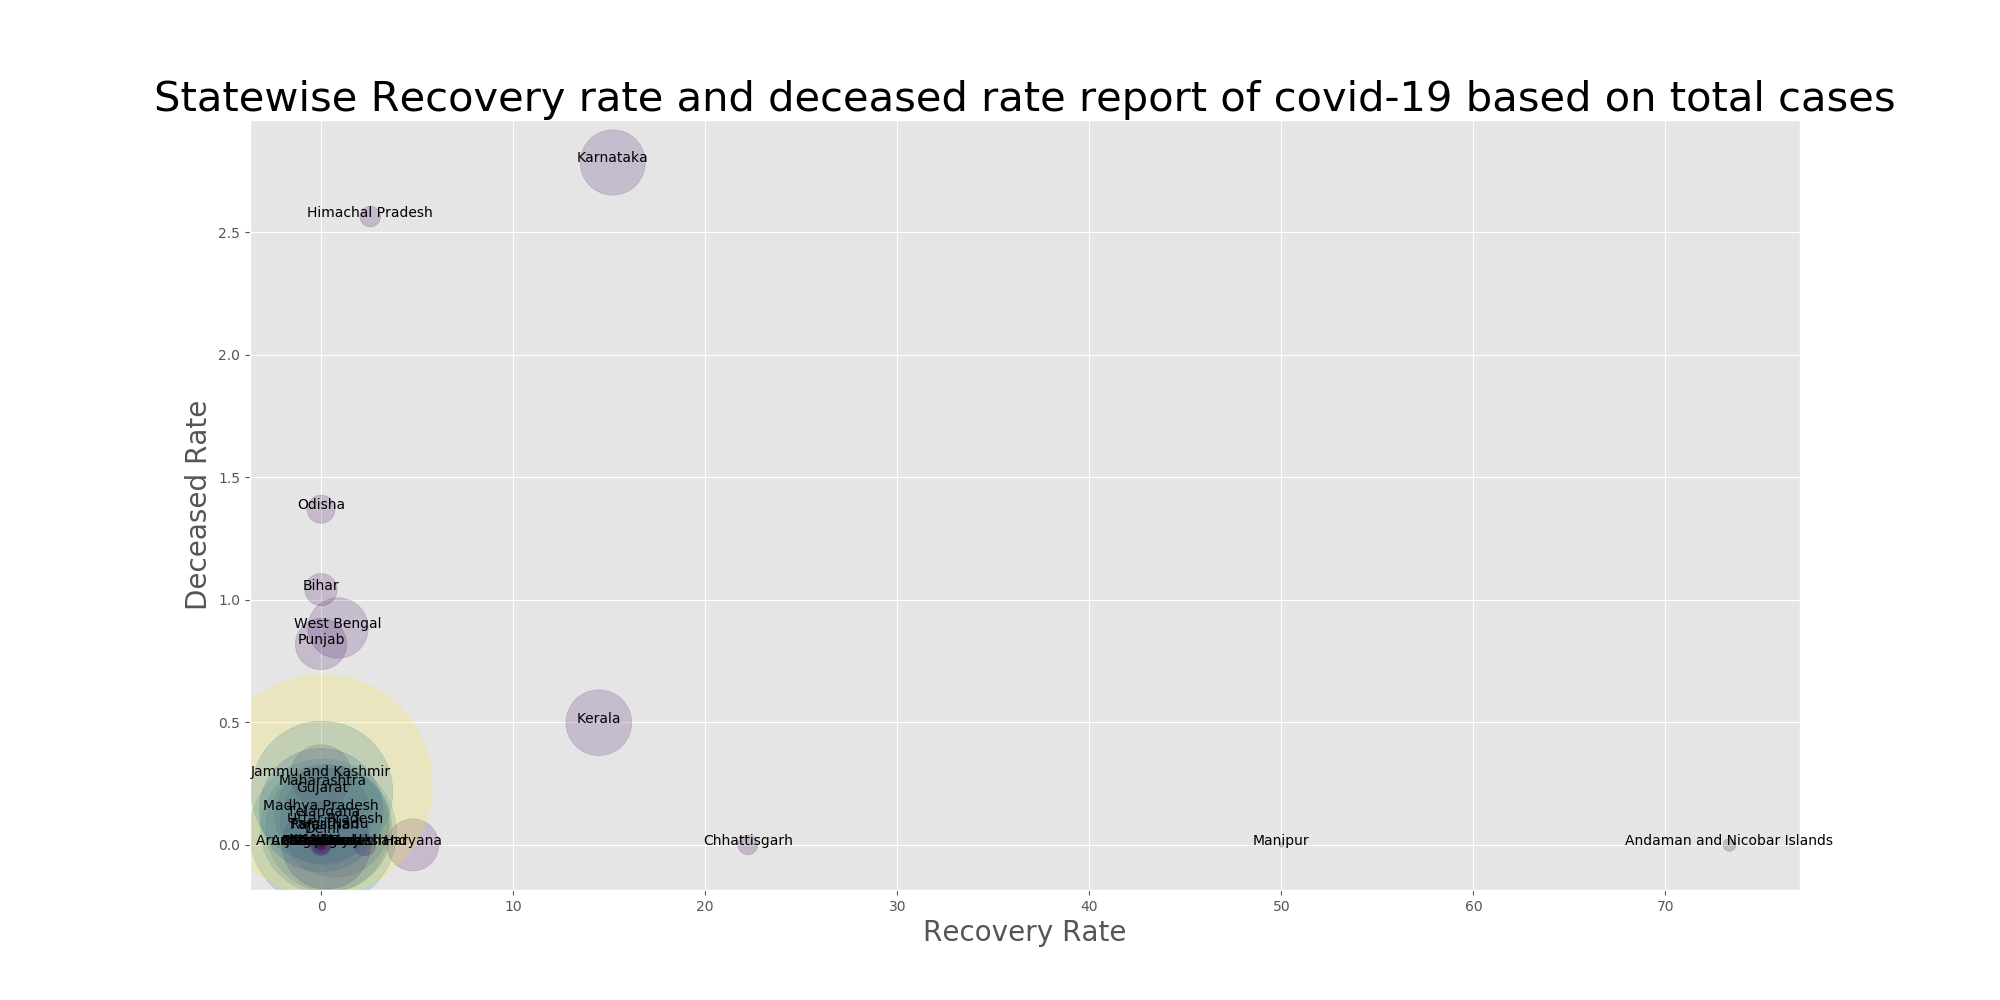 Statewise Recovery rate and deceased rate report of covid-19 based on total cases
Karnataka
Himachal Pradesh
2.5
2.0
1.5
Odisha
1.0
Bihar
West Bengal
Punjab
0.5
Kerala
Jammu and Kashmir
Maharashtra
Gujarat
Madhya Pradesh
Telangana
Uttar Pradesh
Tamil Nadu
Delhi
0.0
Haryana
Chhattisgarh
Manipur
Andaman and Nicobar Islands
0
10
20
30
40
50
60
70
Deceased Rate
Recovery Rate